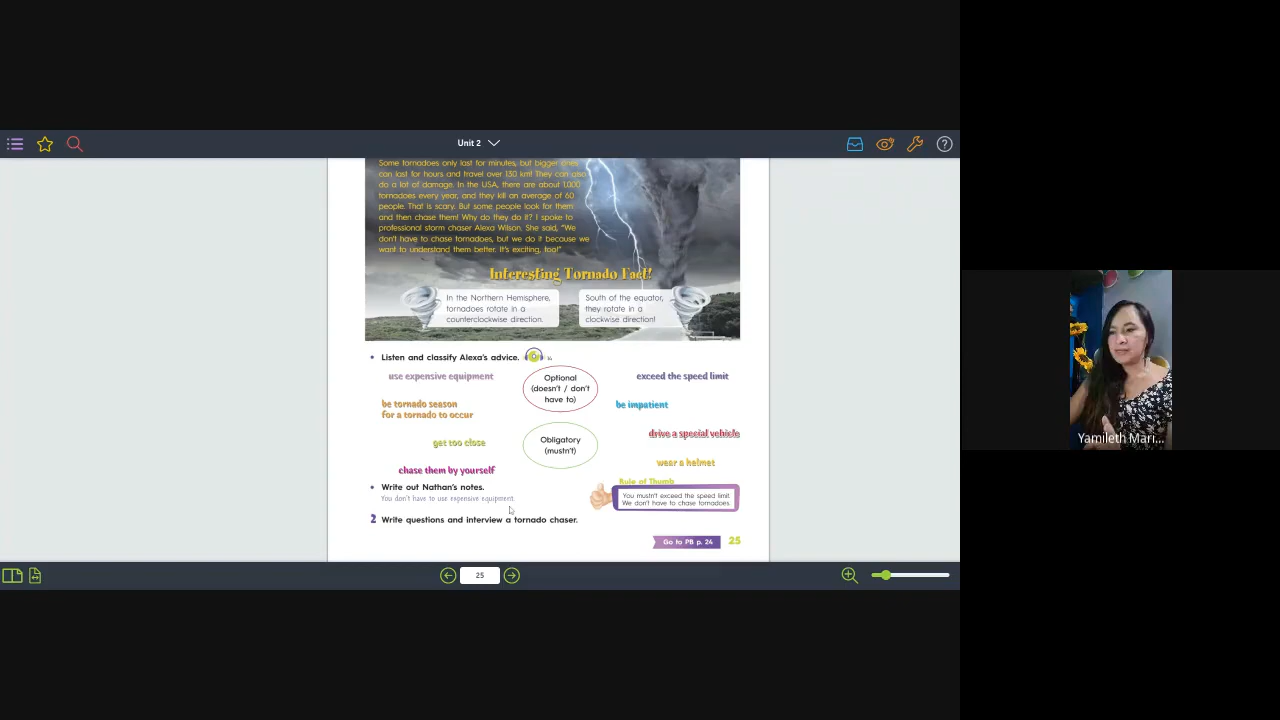 Unit 2
Some tornadoes only last for minutes, but bigger ones
can last for hours and travel over 130 km! They can also
do a lot of damage. In the USA, there are about 1,000
tornadoes every year, and they kill an average of 60
people. That is scary. But some people look for them
and then chase them! Why do they do it? I spoke to
professional storm chaser Alexa Wilson. She said, "We
don't have to chase tornadoes, but we do it because we
want to understand them better. It's exciting, too!"
Interesting Tornado Fact!
In the Northern Hemisphere,
tornadoes rotate in a
counterclockwise direction.
South of the equator,
they rotate in a
clockwise direction!
• Listen and classify Alexa's advice.
use expensive equipment
be tornado season
for a tornado to occur
get too close
chase them by yourself
Optional
(doesn't / don't
have to)
Obligatory
(mustn't)
exceed the speed limit
be impatient
drive a special vehicle
wear a helmet
• Write out Nathan's notes.
You don't have to use expensive equipment.
Rule of Thumb
You mustn't exceed the speed limit.
We don't have to chase tornadoes.
2 Write questions and interview a tornado chaser.
Go to PB p. 24
25
25
Yamileth Mari...